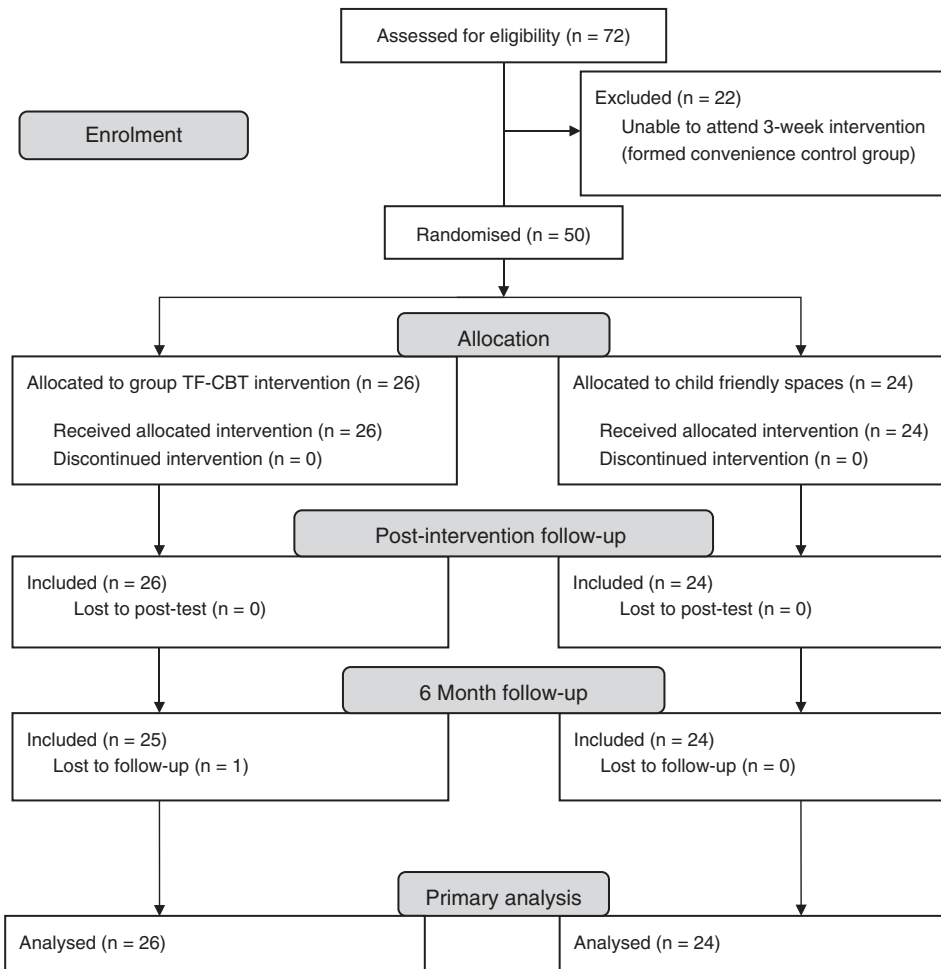 Assessed for eligibility (n = 72)
Excluded (n = 22)
Unable to attend 3-week intervention
(formed convenience control group)
Enrolment
Randomised (n = 50)
Allocation
Allocated to group TF-CBT intervention (n = 26)
Received allocated intervention (n = 26)
Discontinued intervention (n = 0)
Allocated to child friendly spaces (n = 24)
Received allocated intervention (n = 24)
Discontinued intervention (n = 0)
Post-intervention follow-up
Included (n = 26)
Lost to post-test (n = 0)
Included (n = 24)
Lost to post-test (n = 0)
6 Month follow-up
Included (n = 25)
Lost to follow-up (n = 1)
Included (n = 24)
Lost to follow-up (n = 0)
Primary analysis
Analysed (n = 26)
Analysed (n = 24)